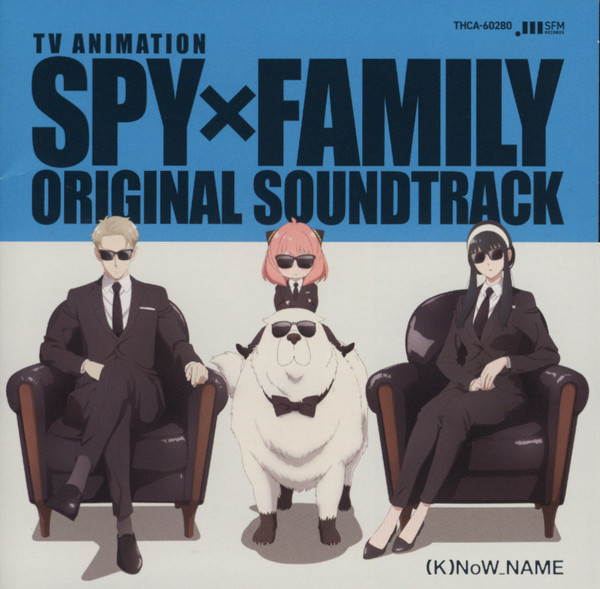 THCA-60280 SFM
RECORDS
TV ANIMATION
SPY×FAMILY
ORIGINAL SOUNDTRACK
(K)NoW_NAME